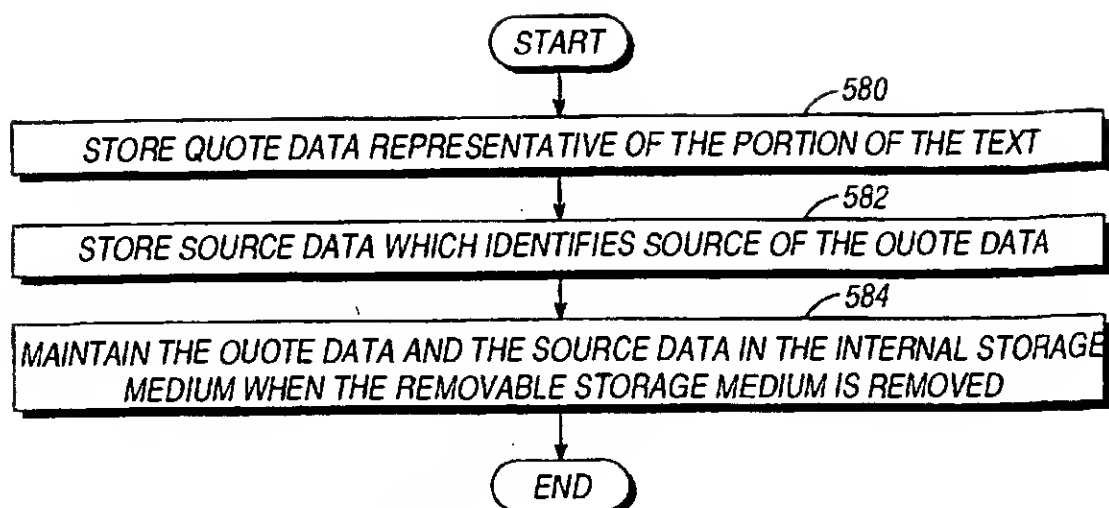 START
580
STORE QUOTE DATA REPRESENTATIVE OF THE PORTION OF THE TEXT
582
STORE SOURCE DATA WHICH IDENTIFIES SOURCE OF THE OUOTE DATA
584
MAINTAIN THE OUOTE DATA AND THE SOURCE DATA IN THE INTERNAL STORAGE
MEDIUM WHEN THE REMOVABLE STORAGE MEDIUM IS REMOVED
END